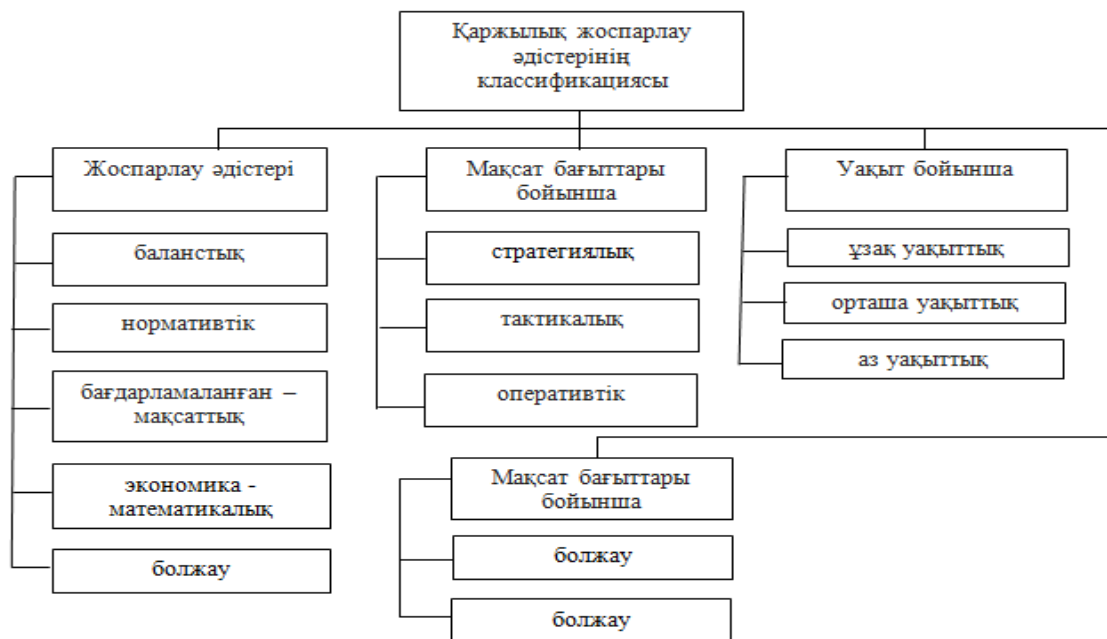 Қаржылық жоспарлау
әдістерінің
классификациясы
Жоспарлау әдістері
баланстық
нормативтік
бағдарламаланған –
мақсаттық
экономика -
математикалық
болжау
Мақсат бағыттары
бойынша
стратегиялық
тактикалық
оперативтік
Уақыт бойынша
ұзақ уақыттық
орташа уақыттық
аз уақыттық
Мақсат бағыттары
бойынша
болжау
болжау